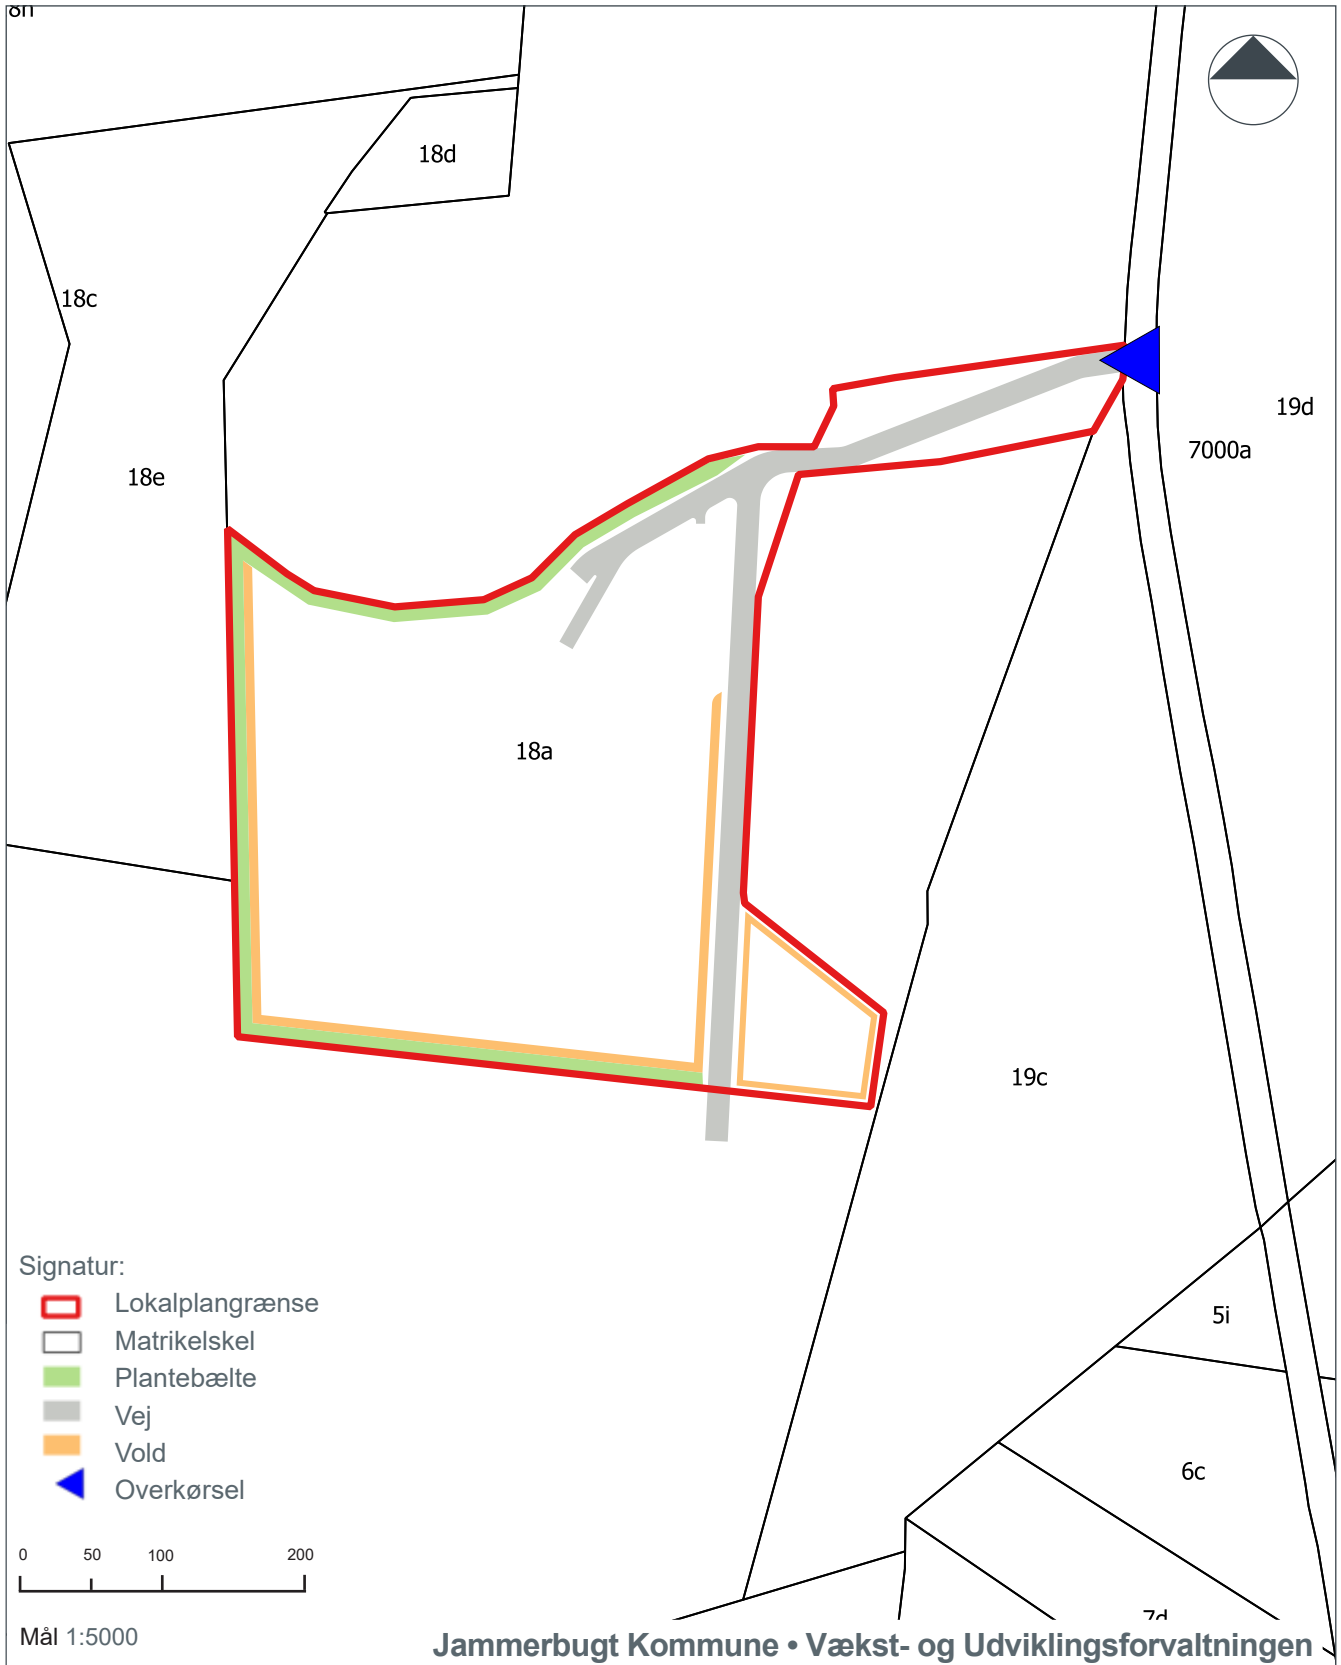 18d
18c
19d
7000a
18e
18a
19c
Signatur:
Lokalplangrænse
5i
Matrikelskel
Plantebælte
Vej
Vold
6c
Overkørsel
0 50 100 200
7d
Mål 1:5000
Jammerbugt Kommune • Vækst- og Udviklingsforvaltningen